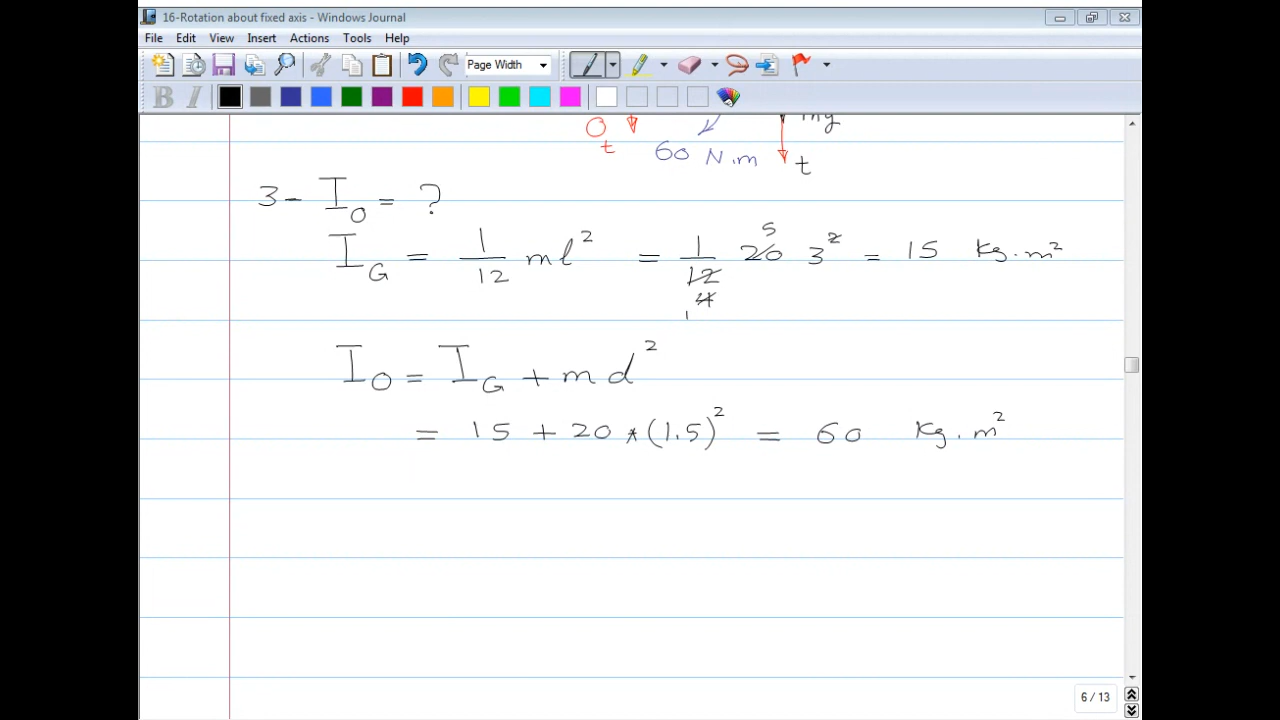 16-Rotation about fixed axis - Windows Journal
File Edit View Insert Actions Tools Help
Page Width
B I
O t mg
60 N.m t
3- I_O = ?
I_G = 1/12 ml² = 1/12 20 5 3² = 15 Kg.m²
4
1
I_O = I_G + md²
= 15 + 20 * (1.5)² = 60 Kg.m²
6 / 13